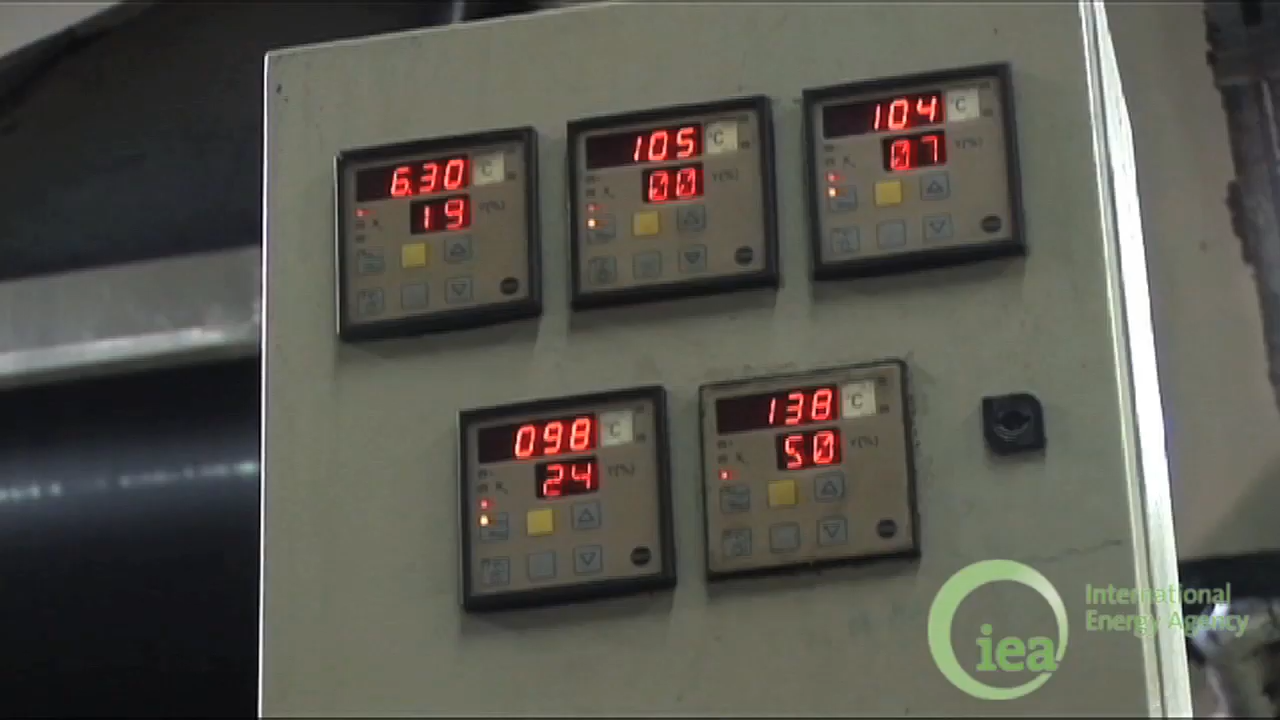 6.30 °C
19 Y(%)
105 °C
00 Y(%)
104 °C
07 Y(%)
098 °C
24 Y(%)
138 °C
50 Y(%)
iea
International
Energy Agency